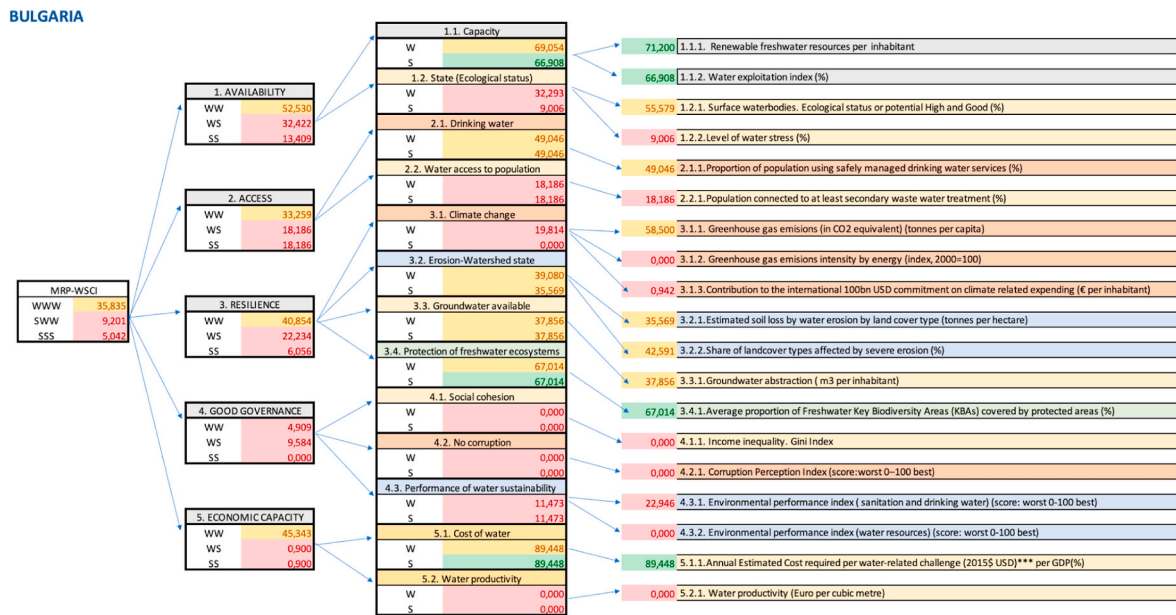 BULGARIA
MRP-WSCI
WWW 35,835
SWW 9,201
SSS 5,042
1. AVAILABILITY
WW 52,530
WS 32,422
SS 13,409
2. ACCESS
WW 33,259
WS 18,186
SS 18,186
3. RESILIENCE
WW 40,854
WS 22,234
SS 6,056
4. GOOD GOVERNANCE
WW 4,909
WS 9,584
SS 0,000
5. ECONOMIC CAPACITY
WW 45,343
WS 0,900
SS 0,900
1.1. Capacity
W 69,054
S 66,908
1.2. State (Ecological status)
W 32,293
S 9,006
2.1. Drinking water
W 49,046
S 49,046
2.2. Water access to population
W 18,186
S 18,186
3.1. Climate change
W 19,814
S 0,000
3.2. Erosion-Watershed state
W 39,080
S 35,569
3.3. Groundwater available
W 37,856
S 37,856
3.4. Protection of freshwater ecosystems
W 67,014
S 67,014
4.1. Social cohesion
W 0,000
S 0,000
4.2. No corruption
W 0,000
S 0,000
4.3. Performance of water sustainability
W 11,473
S 11,473
5.1. Cost of water
W 89,448
S 89,448
5.2. Water productivity
W 0,000
S 0,000
71,200 1.1.1. Renewable freshwater resources per inhabitant
66,908 1.1.2. Water exploitation index (%)
55,579 1.2.1. Surface waterbodies. Ecological status or potential High and Good (%)
9,006 1.2.2.Level of water stress (%)
49,046 2.1.1.Proportion of population using safely managed drinking water services (%)
18,186 2.2.1.Population connected to at least secondary waste water treatment (%)
58,500 3.1.1. Greenhouse gas emissions (in CO2 equivalent) (tonnes per capita)
0,000 3.1.2. Greenhouse gas emissions intensity by energy (index, 2000=100)
0,942 3.1.3.Contribution to the international 100bn USD commitment on climate related expending (€ per inhabitant)
35,569 3.2.1.Estimated soil loss by water erosion by land cover type (tonnes per hectare)
42,591 3.2.2.Share of landcover types affected by severe erosion (%)
37,856 3.3.1.Groundwater abstraction ( m3 per inhabitant)
67,014 3.4.1.Average proportion of Freshwater Key Biodiversity Areas (KBAs) covered by protected areas (%)
0,000 4.1.1. Income inequality. Gini Index
0,000 4.2.1. Corruption Perception Index (score:worst 0–100 best)
22,946 4.3.1. Environmental performance index ( sanitation and drinking water) (score: worst 0-100 best)
0,000 4.3.2. Environmental performance index (water resources) (score: worst 0-100 best)
89,448 5.1.1.Annual Estimated Cost required per water-related challenge (2015$ USD)*** per GDP(%)
0,000 5.2.1. Water productivity (Euro per cubic metre)